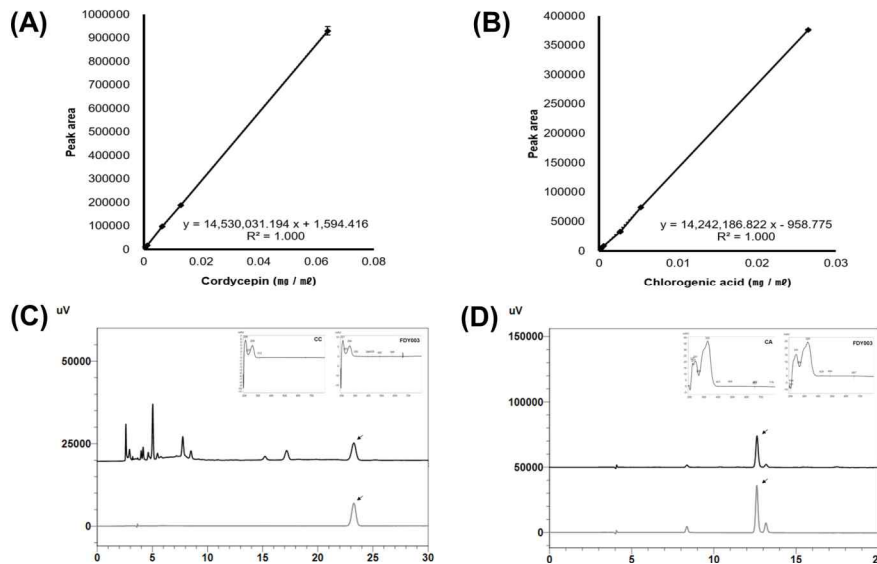 (A)
1000000
900000
800000
700000
600000
500000
400000
300000
200000
100000
0
Peak area
y = 14,530,031.194 x + 1,594.416
R² = 1.000
0 0.02 0.04 0.06 0.08
Cordycepin (㎎ / ㎖)
(B)
400000
350000
300000
250000
200000
150000
100000
50000
0
Peak area
y = 14,242,186.822 x - 958.775
R² = 1.000
0 0.01 0.02 0.03
Chlorogenic acid (㎎ / ㎖)
(C)
uV
50000
25000
0
CC
FDY003
0 5 10 15 20 25 30
(D)
uV
150000
100000
50000
0
CA
FDY003
0 5 10 15 20